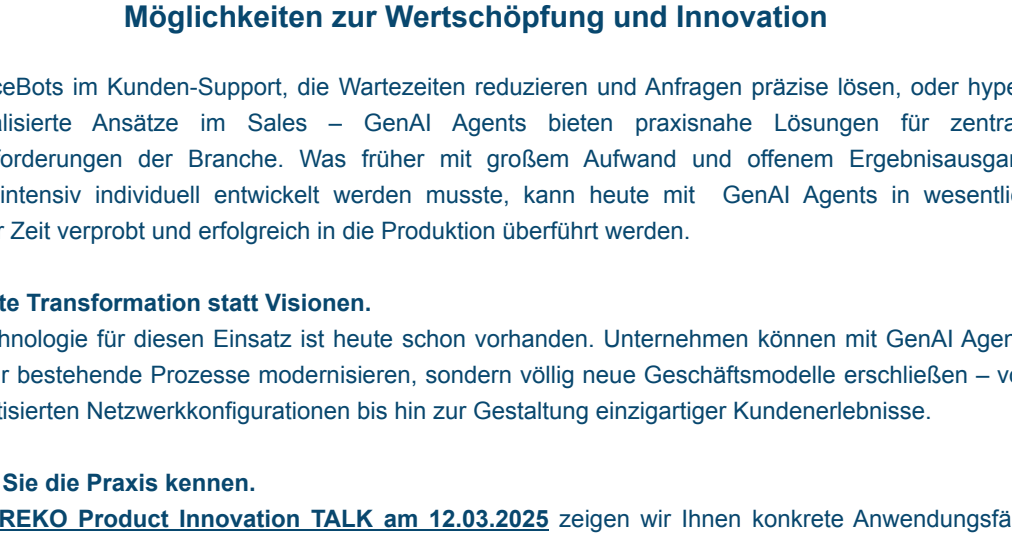 Möglichkeiten zur Wertschöpfung und Innovation
ceBots im Kunden-Support, die Wartezeiten reduzieren und Anfragen präzise lösen, oder hype
alisierte Ansätze im Sales – GenAI Agents bieten praxisnahe Lösungen für zentra
forderungen der Branche. Was früher mit großem Aufwand und offenem Ergebnisausgan
intensiv individuell entwickelt werden musste, kann heute mit GenAI Agents in wesentlic
r Zeit verprobt und erfolgreich in die Produktion überführt werden.
te Transformation statt Visionen.
chnologie für diesen Einsatz ist heute schon vorhanden. Unternehmen können mit GenAI Agen
r bestehende Prozesse modernisieren, sondern völlig neue Geschäftsmodelle erschließen – vo
tisierten Netzwerkkonfigurationen bis hin zur Gestaltung einzigartiger Kundenerlebnisse.
Sie die Praxis kennen.
REKO Product Innovation TALK am 12.03.2025 zeigen wir Ihnen konkrete Anwendungsfä